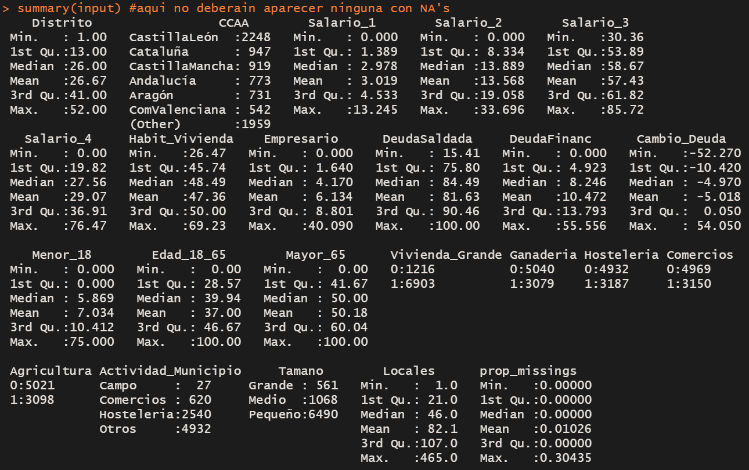 > summary(input) #aqui no deberain aparecer ninguna con NA's
Distrito CCAA Salario_1 Salario_2 Salario_3
Min. : 1.00 CastillaLeón :2248 Min. : 0.000 Min. : 0.000 Min. :30.36
1st Qu.:13.00 Cataluña : 947 1st Qu.: 1.389 1st Qu.: 8.334 1st Qu.:53.89
Median :26.00 CastillaMancha: 919 Median : 2.978 Median :13.889 Median :58.67
Mean :26.67 Andalucía : 773 Mean : 3.019 Mean :13.568 Mean :57.43
3rd Qu.:41.00 Aragón : 731 3rd Qu.: 4.533 3rd Qu.:19.058 3rd Qu.:61.82
Max. :52.00 ComValenciana : 542 Max. :13.245 Max. :33.696 Max. :85.72
(Other) :1959
Salario_4 Habit_Vivienda Empresario DeudaSaldada DeudaFinanc Cambio_Deuda
Min. : 0.00 Min. :26.47 Min. : 0.000 Min. : 15.41 Min. : 0.000 Min. :-52.270
1st Qu.:19.82 1st Qu.:45.74 1st Qu.: 1.640 1st Qu.: 75.80 1st Qu.: 4.923 1st Qu.:-10.420
Median :27.56 Median :48.49 Median : 4.170 Median : 84.49 Median : 8.246 Median : -4.970
Mean :29.07 Mean :47.36 Mean : 6.134 Mean : 81.63 Mean :10.472 Mean : -5.018
3rd Qu.:36.91 3rd Qu.:50.00 3rd Qu.: 8.801 3rd Qu.: 90.46 3rd Qu.:13.793 3rd Qu.: 0.050
Max. :76.47 Max. :69.23 Max. :40.090 Max. :100.00 Max. :55.556 Max. : 54.050
Menor_18 Edad_18_65 Mayor_65 Vivienda_Grande Ganaderia Hosteleria Comercios
Min. : 0.000 Min. : 0.00 Min. : 0.00 0:1216 0:5040 0:4932 0:4969
1st Qu.: 0.000 1st Qu.: 28.57 1st Qu.: 41.67 1:6903 1:3079 1:3187 1:3150
Median : 5.869 Median : 39.94 Median : 50.00
Mean : 7.034 Mean : 37.00 Mean : 50.18
3rd Qu.:10.412 3rd Qu.: 46.67 3rd Qu.: 60.04
Max. :75.000 Max. :100.00 Max. :100.00
Agricultura Actividad_Municipio Tamano Locales prop_missings
0:5021 Campo : 27 Grande : 561 Min. : 1.0 Min. :0.00000
1:3098 Comercios : 620 Medio :1068 1st Qu.: 21.0 1st Qu.:0.00000
Hosteleria:2540 Pequeño:6490 Median : 46.0 Median :0.00000
Otros :4932 Mean : 82.1 Mean :0.01026
3rd Qu.:107.0 3rd Qu.:0.00000
Max. :465.0 Max. :0.30435